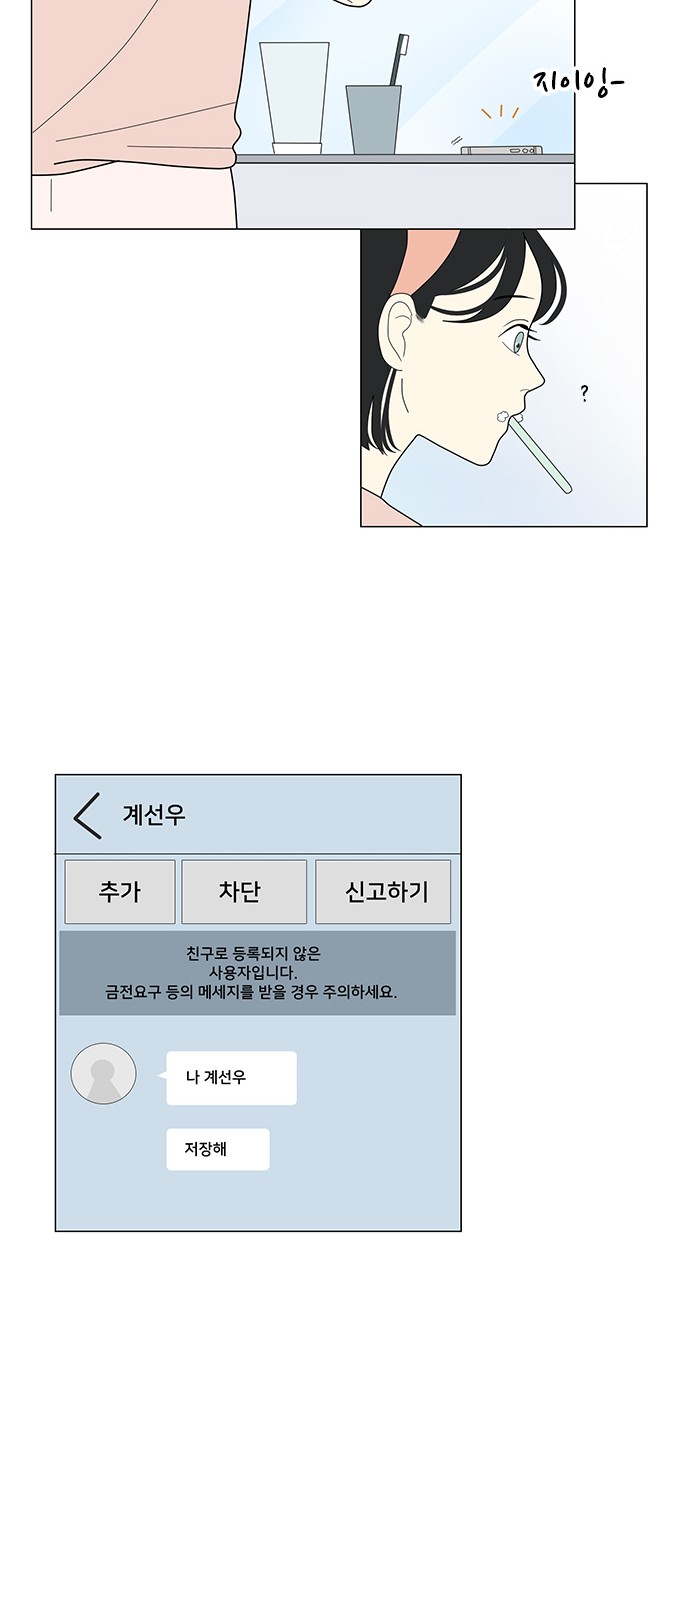 지이잉-
?
계선우
추가 차단 신고하기
친구로 등록되지 않은
사용자입니다.
금전요구 등의 메세지를 받을 경우 주의하세요.
나 계선우
저장해